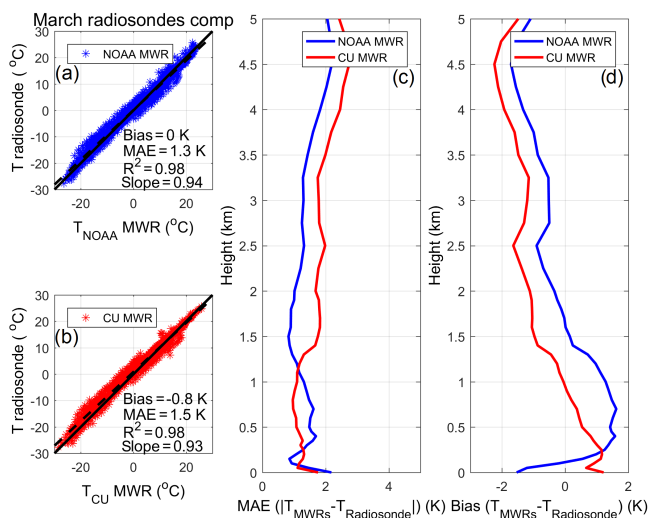 March radiosondes comp
(a)
NOAA MWR
T radiosonde ( °C)
30
20
10
0
-10
-20
-30
Bias=0 K
MAE=1.3 K
R²=0.98
Slope=0.94
-20
0
20
T_NOAA MWR (°C)
(b)
CU MWR
T radiosonde ( °C)
30
20
10
0
-10
-20
-30
Bias=-0.8 K
MAE=1.5 K
R²=0.98
Slope=0.93
-20
0
20
T_CU MWR (°C)
(c)
NOAA MWR
CU MWR
Height (km)
5
4.5
4
3.5
3
2.5
2
1.5
1
0.5
0
0
2
4
MAE (|T_MWRs-T_Radiosonde|) (K)
(d)
NOAA MWR
CU MWR
Height (km)
5
4.5
4
3.5
3
2.5
2
1.5
1
0.5
0
-2
0
2
Bias (T_MWRs-T_Radiosonde) (K)